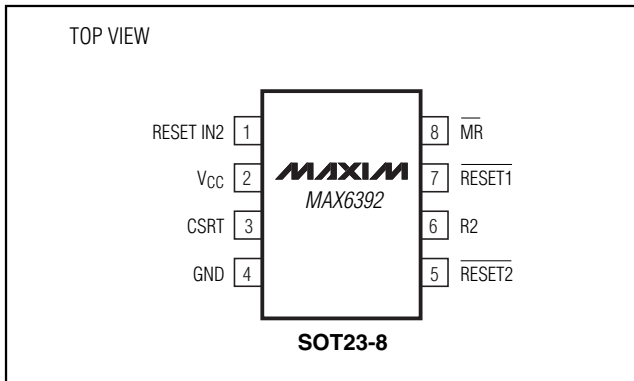 TOP VIEW
RESET IN2 1
8 MR
VCC 2
MAXIM
7 RESET1
MAX6392
CSRT 3
6 R2
GND 4
5 RESET2
SOT23-8